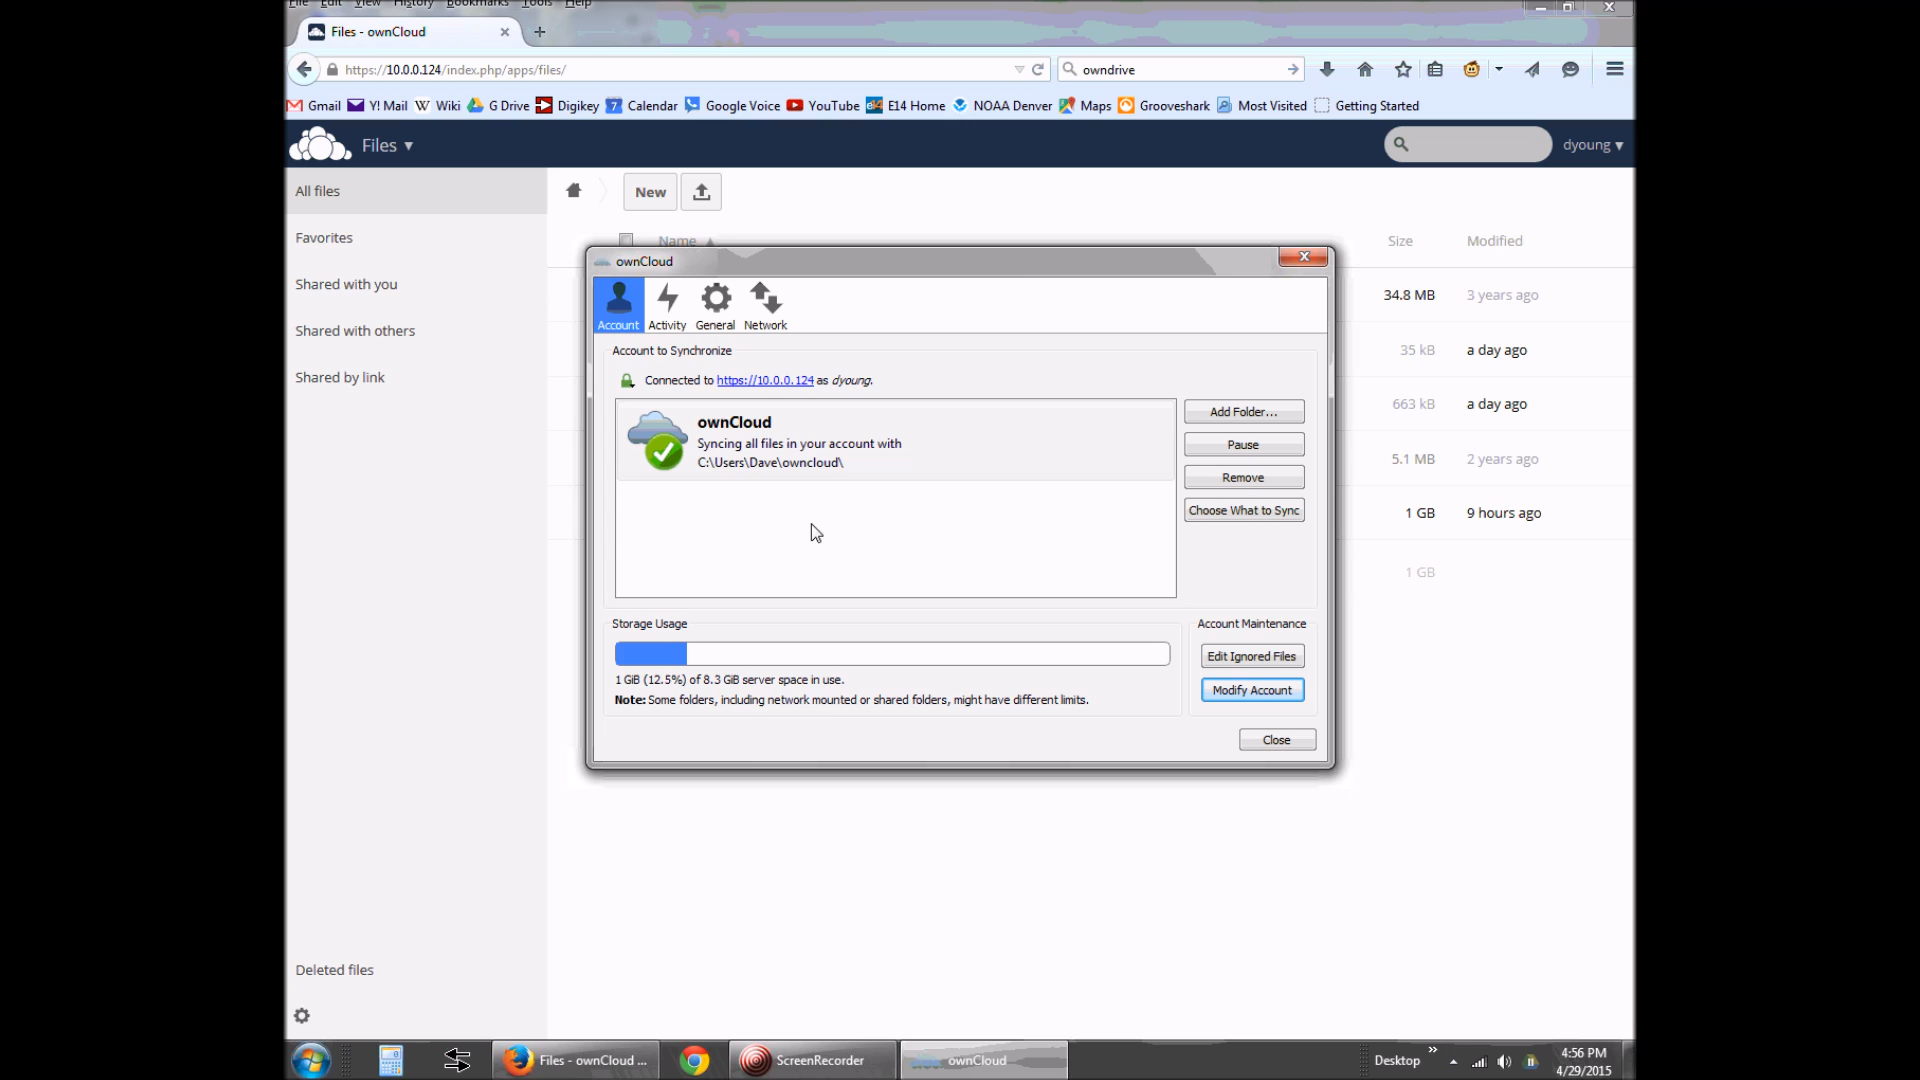 File Edit View History Bookmarks Tools Help
Files - ownCloud
https://10.0.0.124/index.php/apps/files/
owndrive
Gmail Y! Mail Wiki G Drive Digikey Calendar Google Voice YouTube E14 Home NOAA Denver Maps Grooveshark Most Visited Getting Started
Files
dyoung
All files
New
Favorites
Name
Size
Modified
ownCloud
Shared with you
34.8 MB
3 years ago
Account
Activity
General
Network
Shared with others
Account to Synchronize
35 kB
a day ago
Shared by link
Connected to https://10.0.0.124 as dyoung.
ownCloud
Syncing all files in your account with
C:\Users\Dave\owncloud\
Add Folder...
Pause
Remove
Choose What to Sync
663 kB
a day ago
5.1 MB
2 years ago
1 GB
9 hours ago
1 GB
Storage Usage
1 GiB (12.5%) of 8.3 GiB server space in use.
Note: Some folders, including network mounted or shared folders, might have different limits.
Account Maintenance
Edit Ignored Files
Modify Account
Close
Deleted files
Files - ownCloud ...
ScreenRecorder
ownCloud
Desktop
4:56 PM
4/29/2015